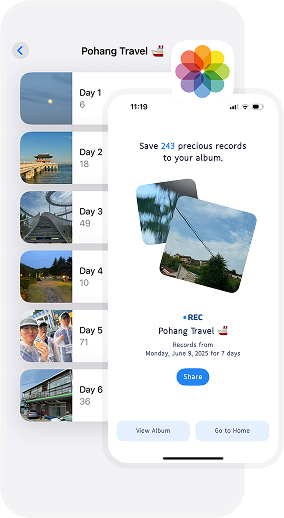 Pohang Travel 🚢
Day 1
6
Day 2
18
Day 3
49
Day 4
10
Day 5
71
Day 6
36
11:19
Save 243 precious records
to your album.
REC
Pohang Travel 🚢
Records from
Monday, June 9, 2025 for 7 days
Share
View Album
Go to Home